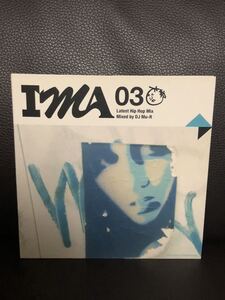 IMA 03
Latest Hip Hop Mix
Mixed by DJ Mu-R